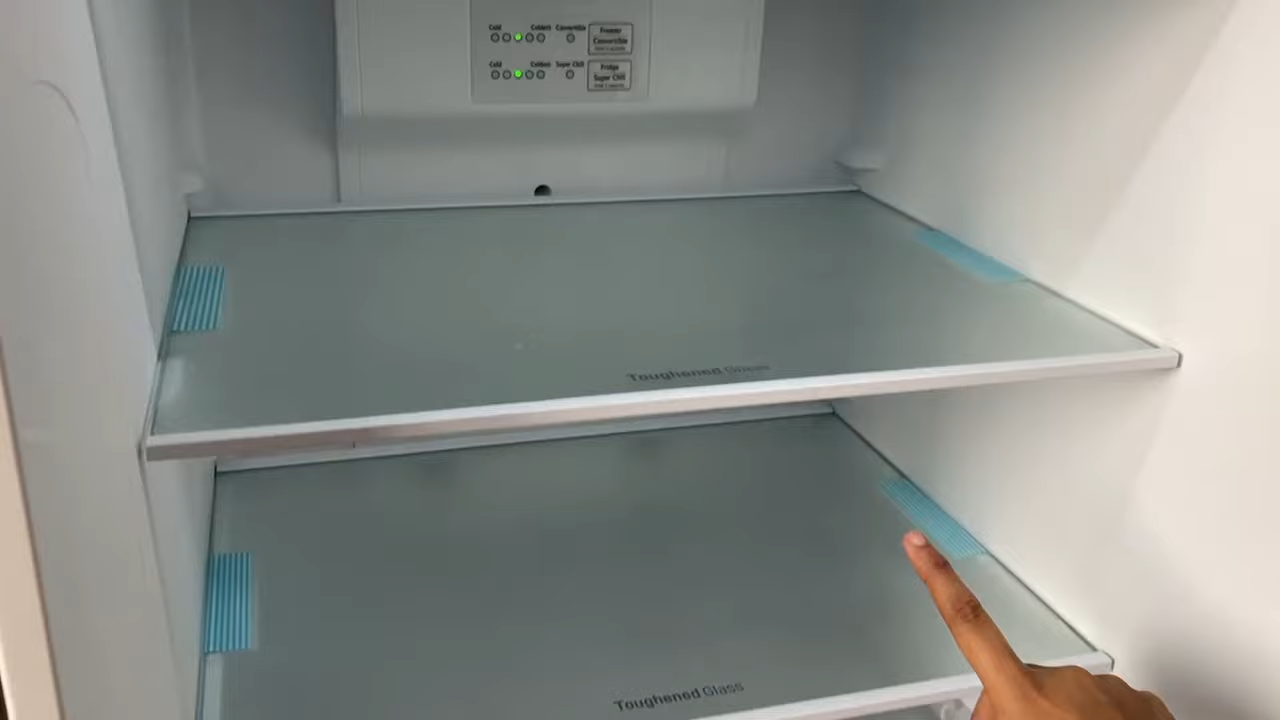 Cold Coldest Convertible
Freezer
Convertible
Cold Coldest Super Chill
Fridge
Super Chill
Toughened Glass
Toughened Glass